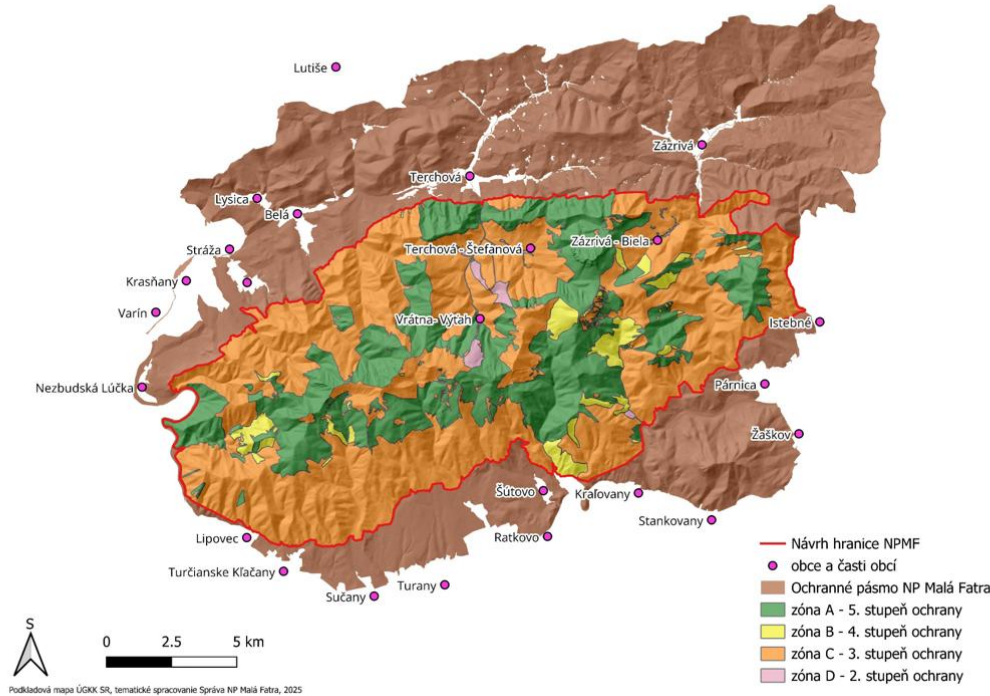 Lutiše
Zázrivá
Terchová
Lysica
Belá
Terchová - Štefanová
Zázrivá - Biela
Stráža
Krasňany
Varín
Vrátna- Výťah
Istebné
Nezbudská Lúčka
Párnica
Žaškov
Šútovo
Kraľovany
Stankovany
Lipovec
Ratkovo
Turčianske Kľačany
Turany
Sučany
Návrh hranice NPMF
obce a časti obcí
Ochranné pásmo NP Malá Fatra
zóna A - 5. stupeň ochrany
zóna B - 4. stupeň ochrany
zóna C - 3. stupeň ochrany
zóna D - 2. stupeň ochrany
S
0 2.5 5 km
Podkladová mapa ÚGKK SR, tematické spracovanie Správa NP Malá Fatra, 2025